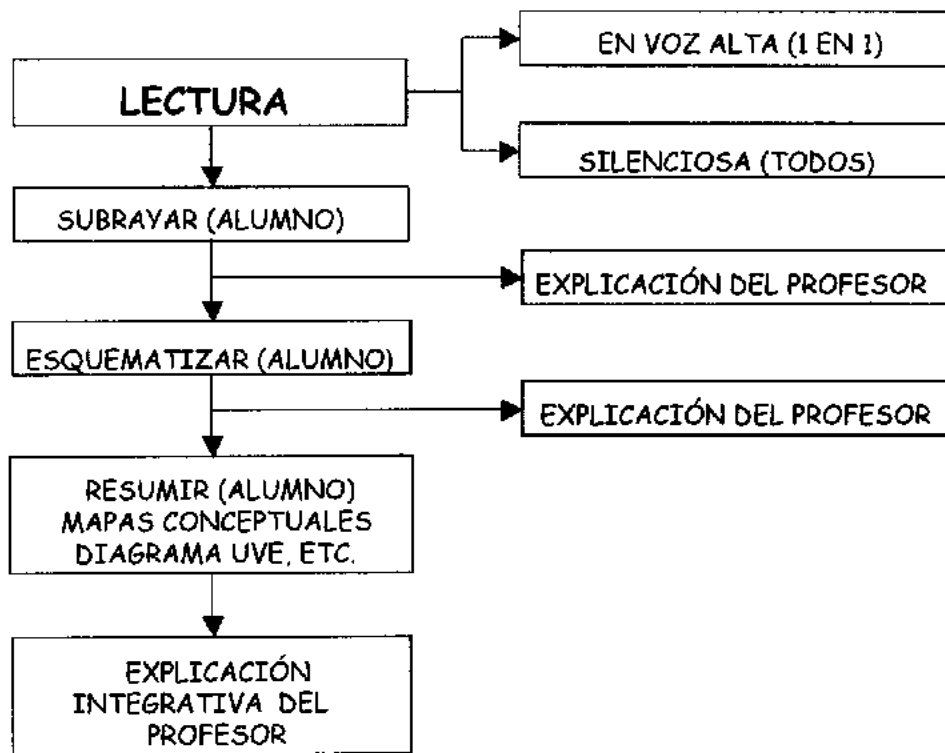 EN VOZ ALTA (1 EN 1)
LECTURA
SILENCIOSA (TODOS)
SUBRAYAR (ALUMNO)
EXPLICACIÓN DEL PROFESOR
ESQUEMATIZAR (ALUMNO)
EXPLICACIÓN DEL PROFESOR
RESUMIR (ALUMNO)
MAPAS CONCEPTUALES
DIAGRAMA UVE, ETC.
EXPLICACIÓN
INTEGRATIVA DEL
PROFESOR